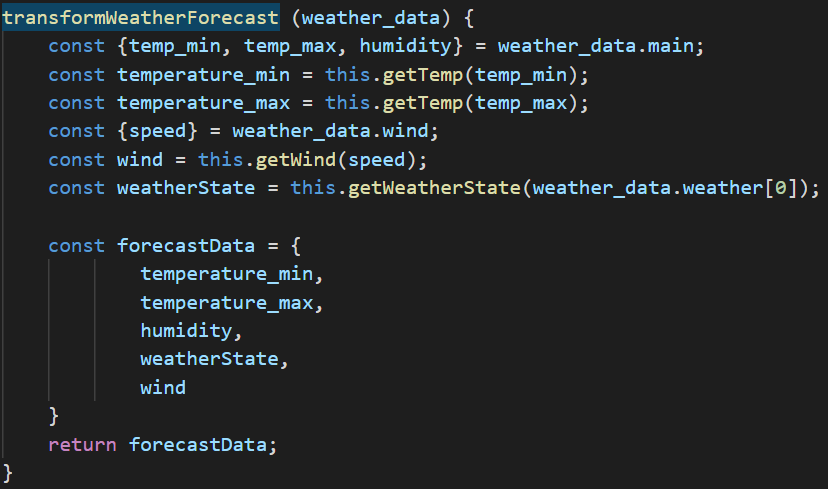 transformWeatherForecast (weather_data) {
    const {temp_min, temp_max, humidity} = weather_data.main;
    const temperature_min = this.getTemp(temp_min);
    const temperature_max = this.getTemp(temp_max);
    const {speed} = weather_data.wind;
    const wind = this.getWind(speed);
    const weatherState = this.getWeatherState(weather_data.weather[0]);

    const forecastData = {
            temperature_min,
            temperature_max,
            humidity,
            weatherState,
            wind
    }
    return forecastData;
}